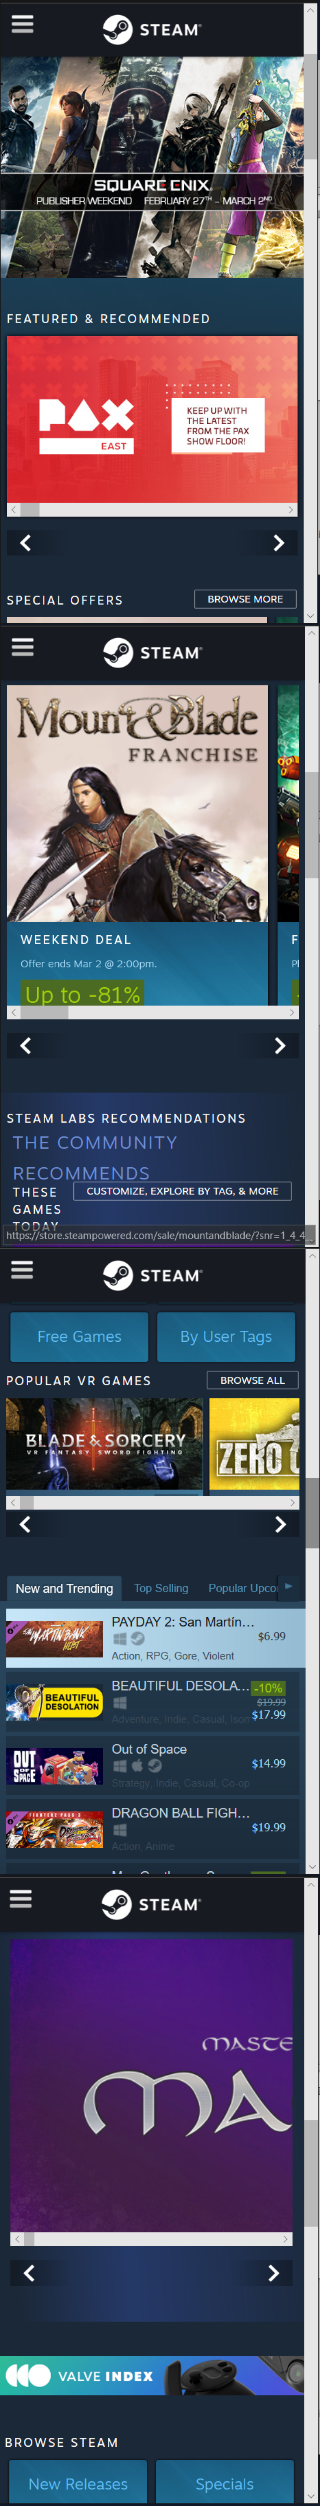 STEAM®
SQUARE ENIX
PUBLISHER WEEKEND FEBRUARY 27TH - MARCH 2ND
FEATURED & RECOMMENDED
PAX
EAST
KEEP UP WITH
THE LATEST
FROM THE PAX
SHOW FLOOR!
SPECIAL OFFERS
BROWSE MORE
STEAM®
Mount & Blade
FRANCHISE
WEEKEND DEAL
F
Offer ends Mar 2 @ 2:00pm.
Pl
Up to -81%
STEAM LABS RECOMMENDATIONS
THE COMMUNITY
RECOMMENDS
THESE
GAMES
TODAY
CUSTOMIZE, EXPLORE BY TAG, & MORE
https://store.steampowered.com/sale/mountandblade/?snr=1_4_4_
STEAM®
Free Games
By User Tags
POPULAR VR GAMES
BROWSE ALL
BLADE & SORCERY
VR FANTASY SWORD FIGHTING
ZERO
New and Trending
Top Selling
Popular Upco
PAYDAY 2: San Martín...
$6.99
Action, RPG, Gore, Violent
BEAUTIFUL DESOLATION
BEAUTIFUL DESOLA...
-10%
$19.99
$17.99
Adventure, Indie, Casual, Isom
OUT OF SPACE
Out of Space
$14.99
Strategy, Indie, Casual, Co-op
DRAGON BALL FIGH...
$19.99
Action, Anime
STEAM®
MASTE
MA
VALVE INDEX
BROWSE STEAM
New Releases
Specials